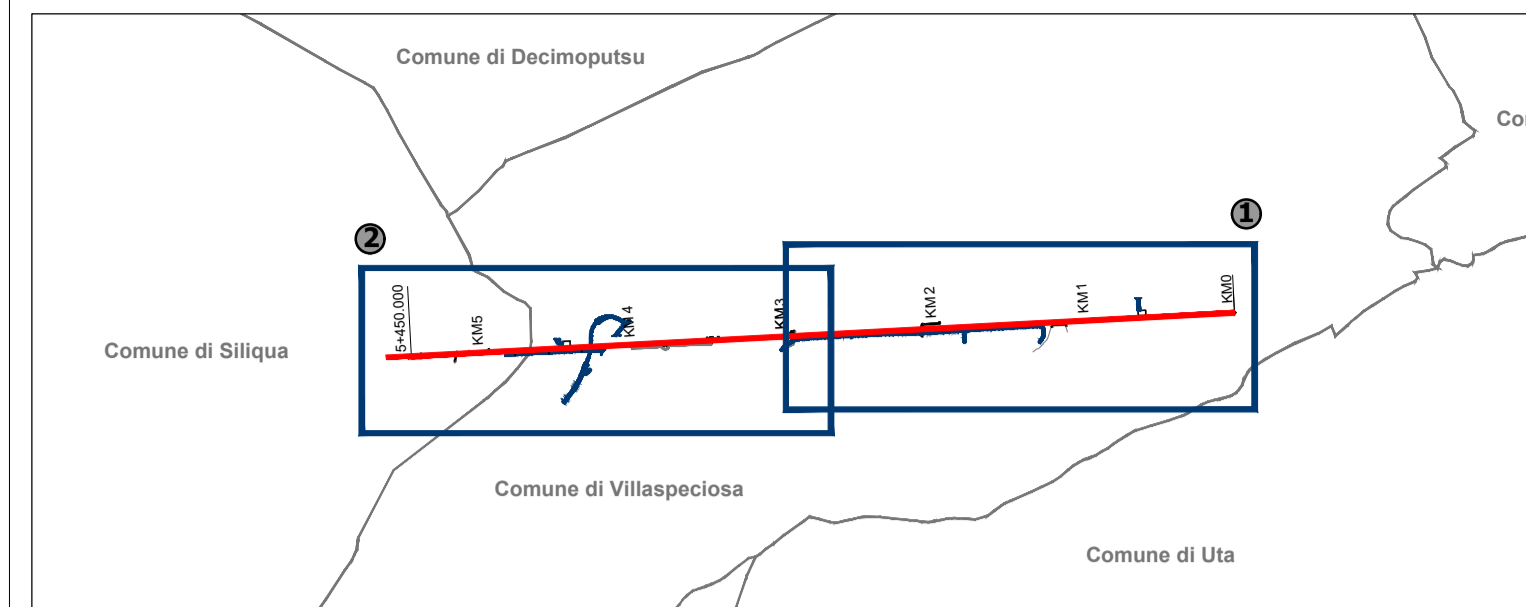 Comune di Decimoputsu
Co
1
2
KM0
KM1
KM2
KM3
KM4
KM5
5+450.000
Comune di Siliqua
Comune di Villaspeciosa
Comune di Uta